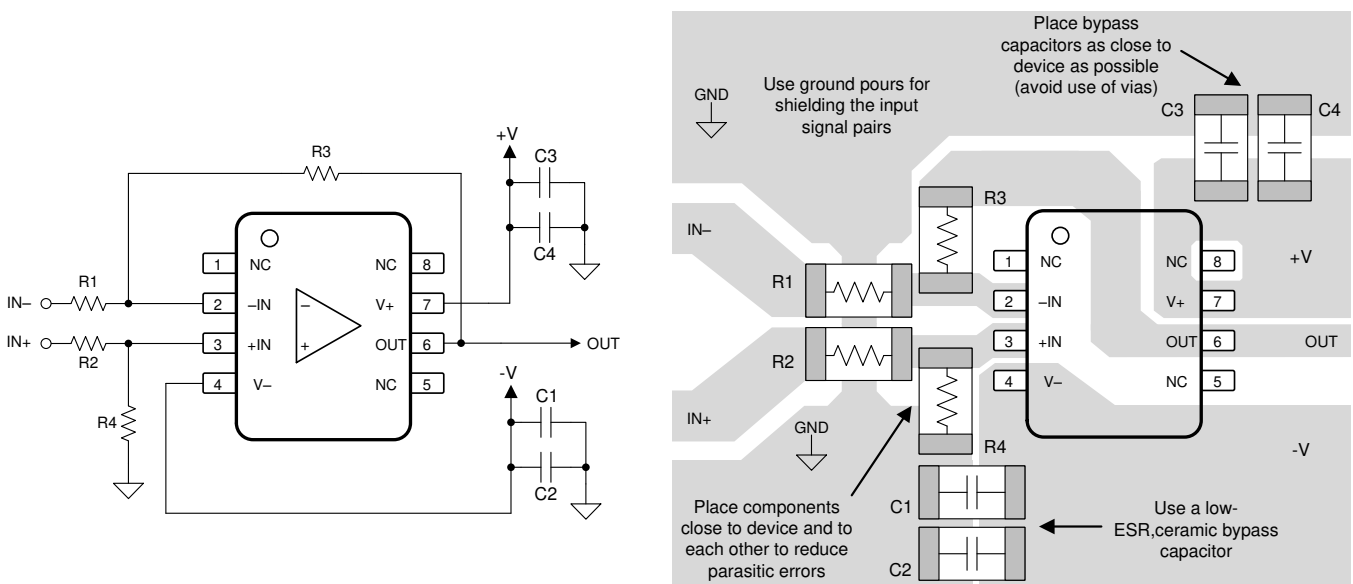 R3
+V
C3
C4
1
NC
NC
8
IN–
R1
2
–IN
–
V+
7
IN+
R2
3
+IN
+
OUT
6
OUT
4
V–
NC
5
R4
-V
C1
C2
Place bypass
capacitors as close to
device as possible
(avoid use of vias)
GND
Use ground pours for
shielding the input
signal pairs
C3
C4
IN–
R3
R1
R2
1
NC
NC
8
+V
2
–IN
V+
7
3
+IN
OUT
6
OUT
4
V–
NC
5
IN+
GND
R4
-V
Place components
close to device and to
each other to reduce
parasitic errors
C1
C2
Use a low-
ESR,ceramic bypass
capacitor